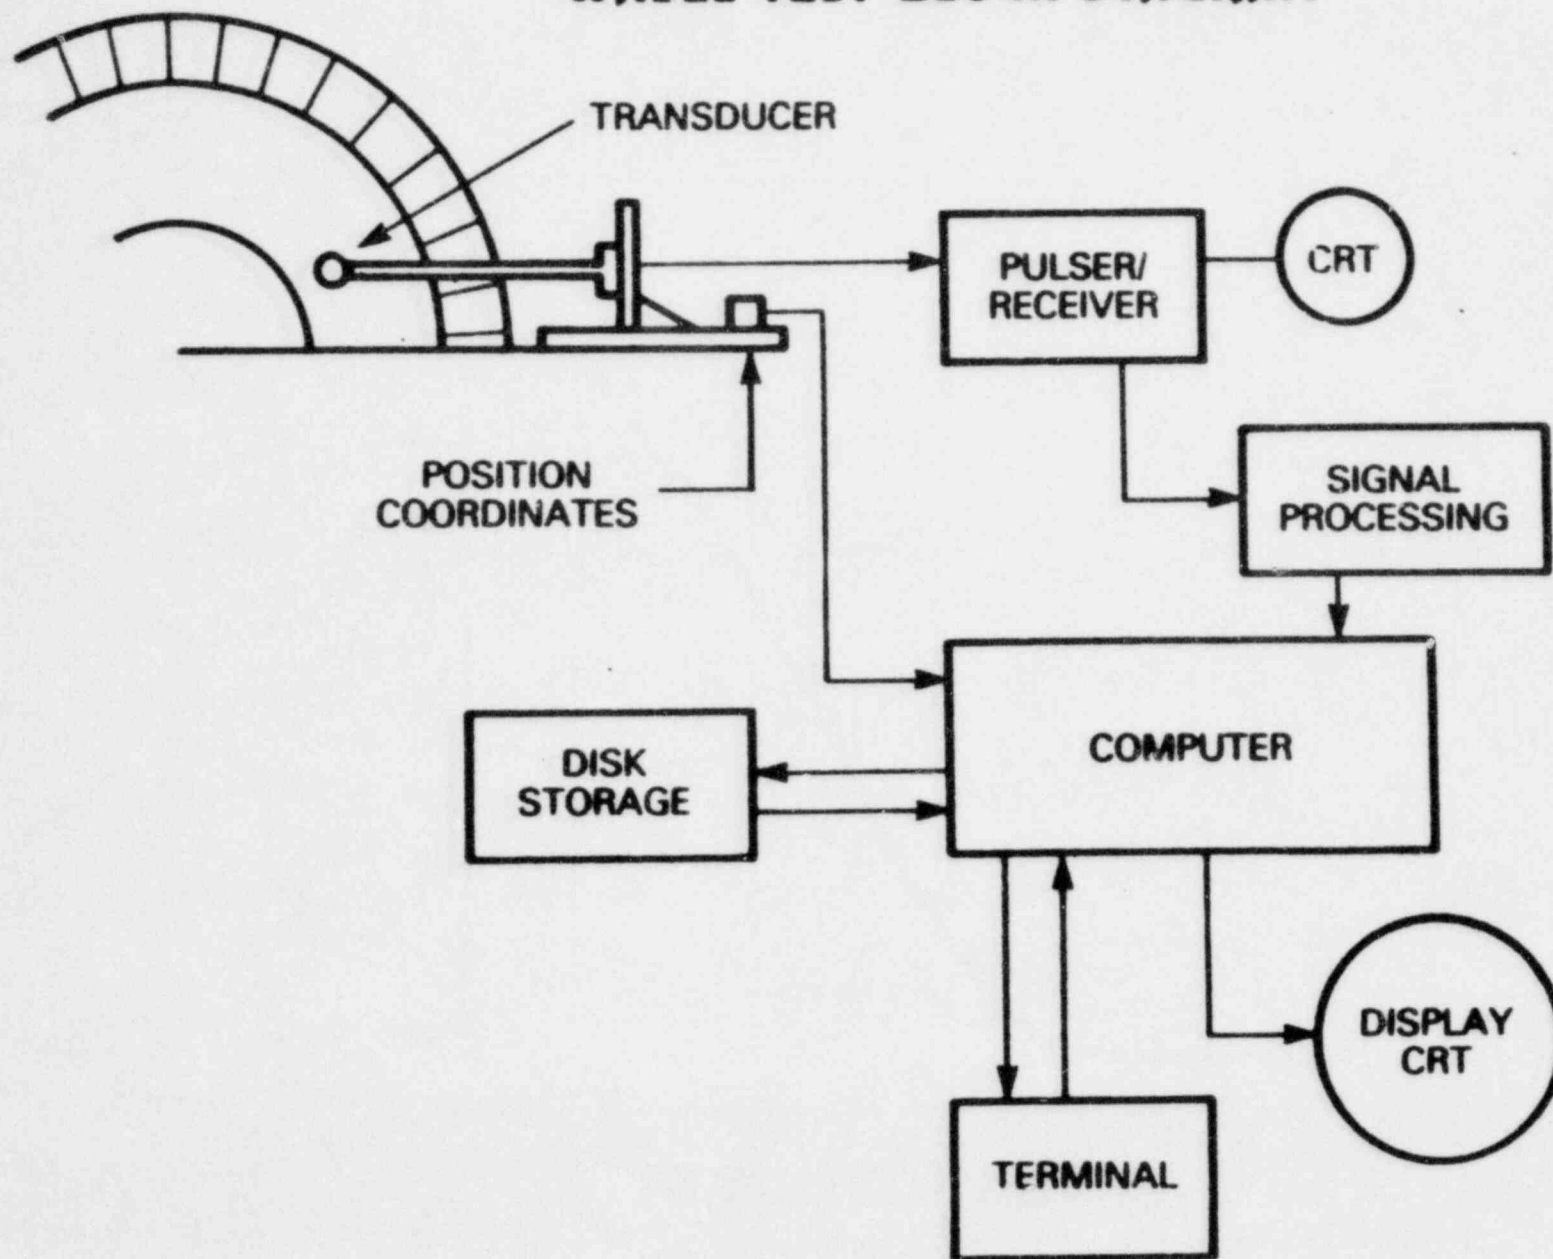 TRANSDUCER
PULSER/
RECEIVER
CRT
POSITION
COORDINATES
SIGNAL
PROCESSING
DISK
STORAGE
COMPUTER
DISPLAY
CRT
TERMINAL